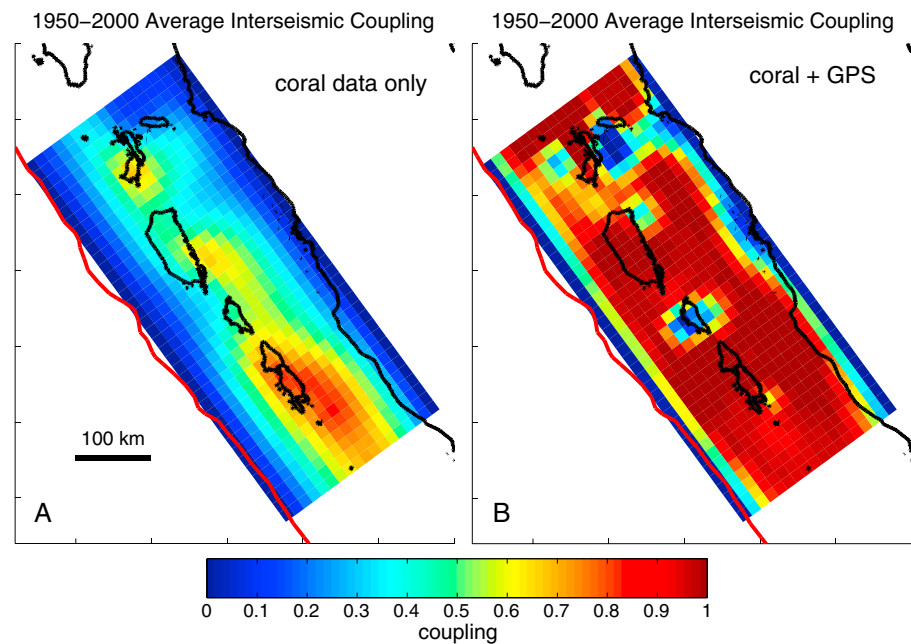 1950–2000 Average Interseismic Coupling
1950–2000 Average Interseismic Coupling
coral data only
coral + GPS
100 km
A
B
0 0.1 0.2 0.3 0.4 0.5 0.6 0.7 0.8 0.9 1
coupling